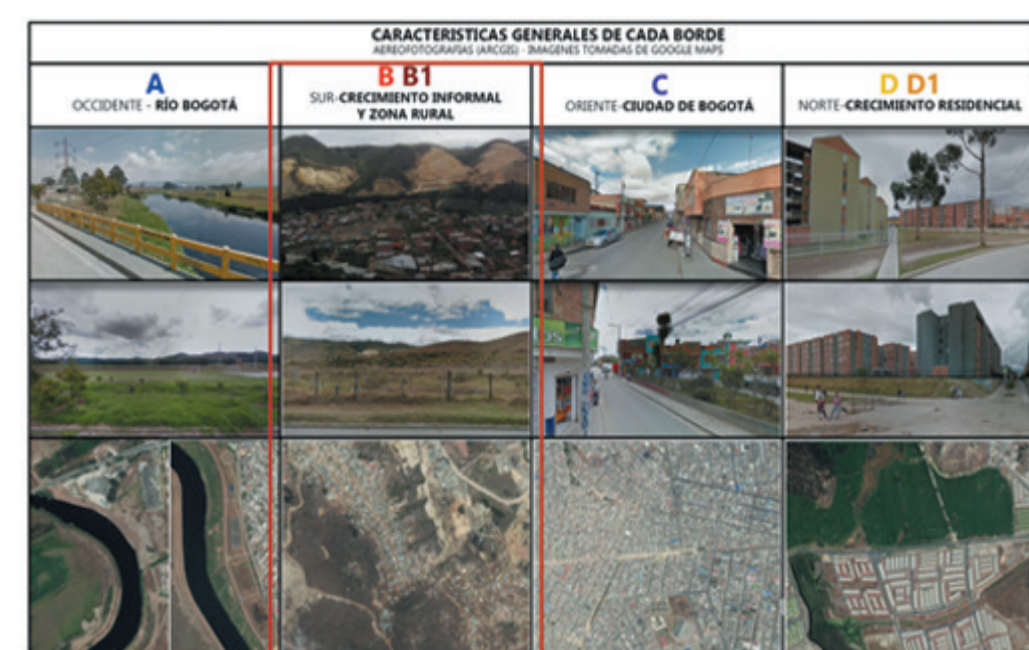 CARACTERISTICAS GENERALES DE CADA BORDE
AEREOFOTOGRAFIAS (ARCGIS) - IMAGENES TOMADAS DE GOOGLE MAPS
A
OCCIDENTE - RÍO BOGOTÁ
B B1
SUR-CRECIMIENTO INFORMAL
Y ZONA RURAL
C
ORIENTE-CIUDAD DE BOGOTÁ
D D1
NORTE-CRECIMIENTO RESIDENCIAL